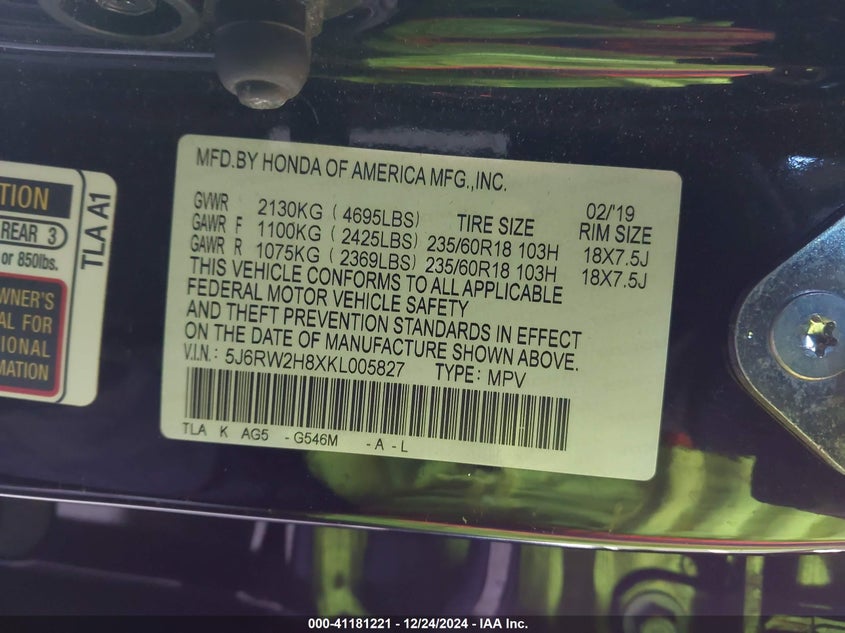 MFD.BY HONDA OF AMERICA MFG.,INC.
GVWR 2130KG ( 4695LBS) TIRE SIZE 02/'19 RIM SIZE
GAWR F 1100KG ( 2425LBS) 235/60R18 103H 18X7.5J
GAWR R 1075KG ( 2369LBS) 235/60R18 103H 18X7.5J
THIS VEHICLE CONFORMS TO ALL APPLICABLE
FEDERAL MOTOR VEHICLE SAFETY
AND THEFT PREVENTION STANDARDS IN EFFECT
ON THE DATE OF MANUFACTURE SHOWN ABOVE.
V.I.N.: 5J6RW2H8XKL005827 TYPE: MPV
TLA K AG5 - G546M - A - L
TION
REAR 3
or 850lbs.
WNER'S
AL FOR
IONAL
MATION
TLA A1
000-41181221 - 12/24/2024 - IAA Inc.